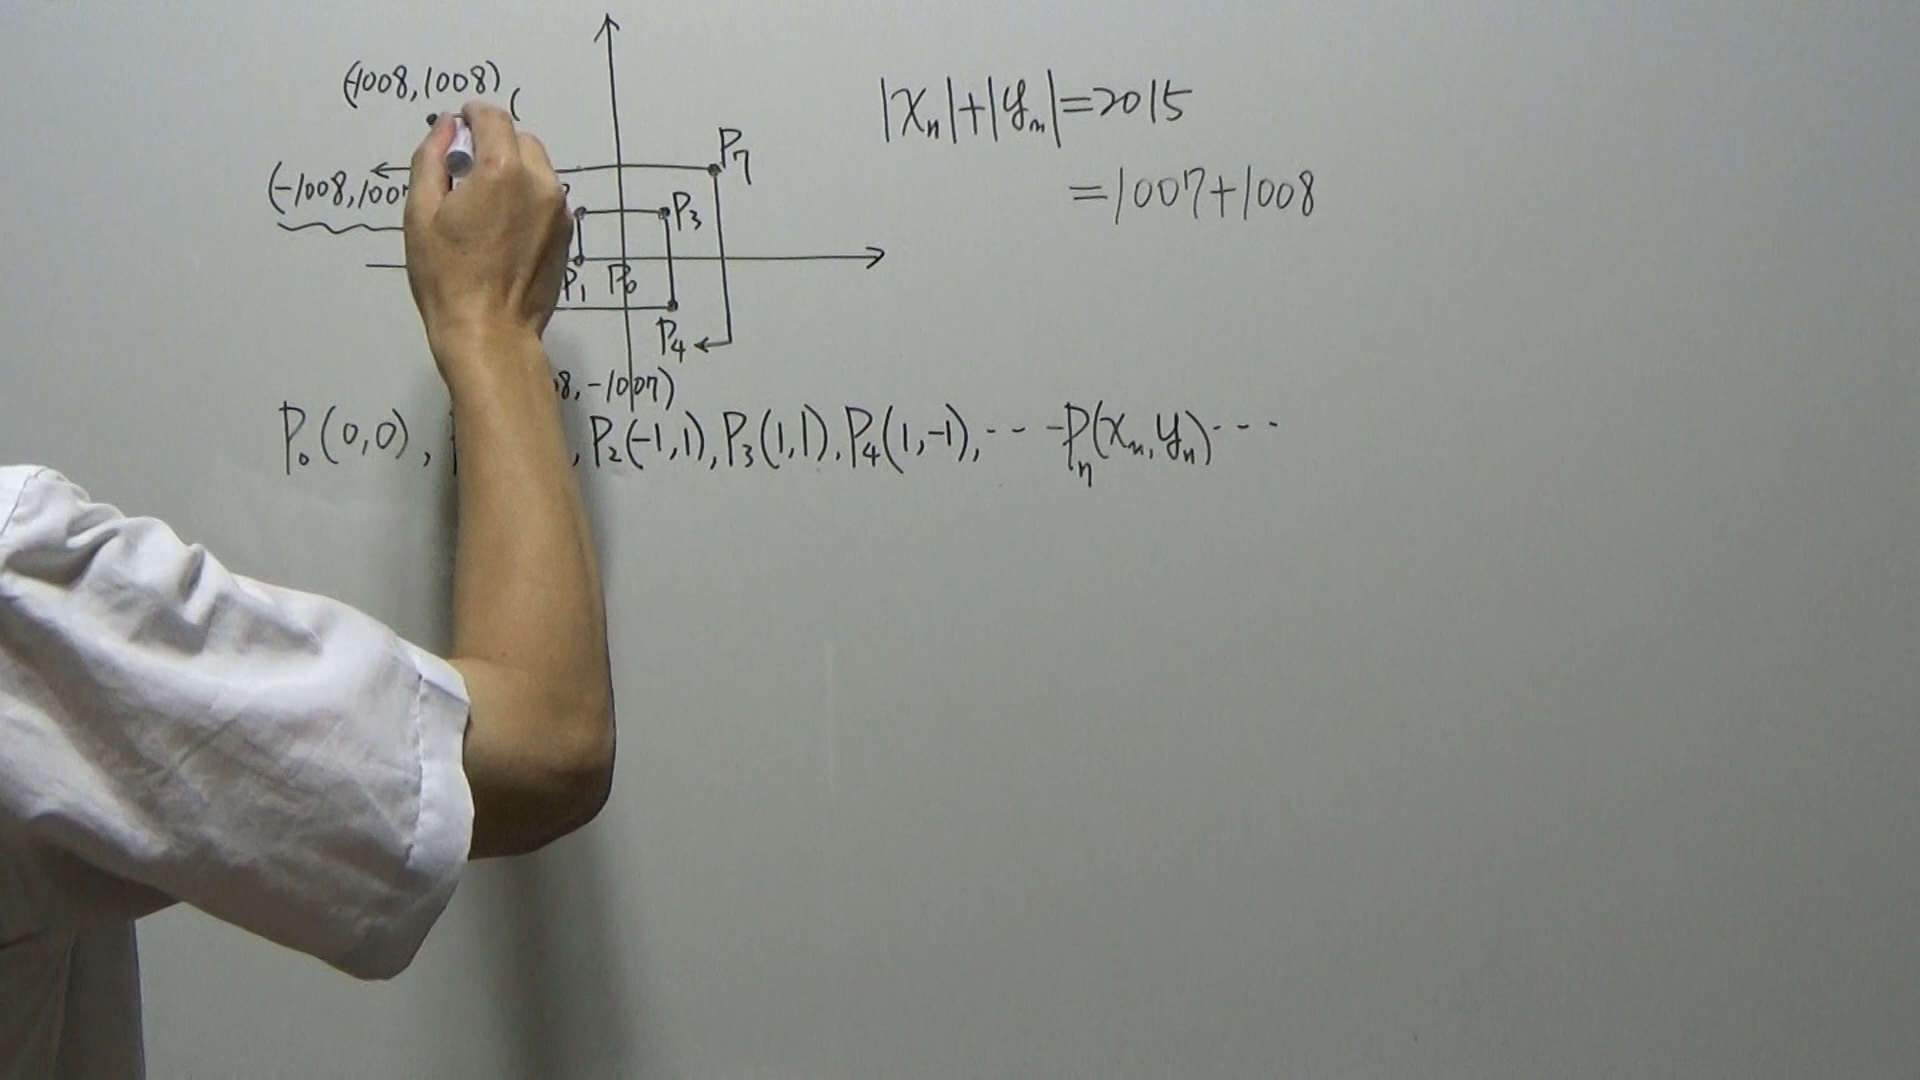 (-1008,1008) (
|xₙ|+|yₙ|=2015
P₇
=1007+1008
(-1008,100
P₃
P₁ P₀
P₄
8,-1007)
P₀(0,0), , P₂(-1,1), P₃(1,1), P₄(1,-1), ---Pₙ(xₙ,yₙ)---